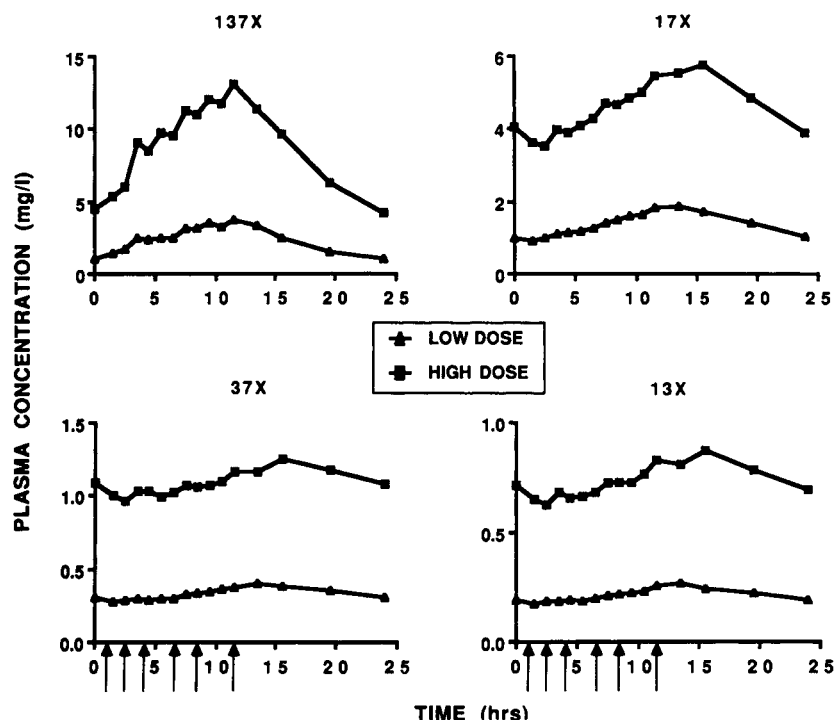 137X
17X
PLASMA CONCENTRATION (mg/l)
15
10
5
0
0 5 10 15 20 25
6
4
2
0
0 5 10 15 20 25
LOW DOSE
HIGH DOSE
37X
13X
1.5
1.0
0.5
0.0
0 5 10 15 20 25
1.0
0.5
0.0
0 5 10 15 20 25
TIME (hrs)